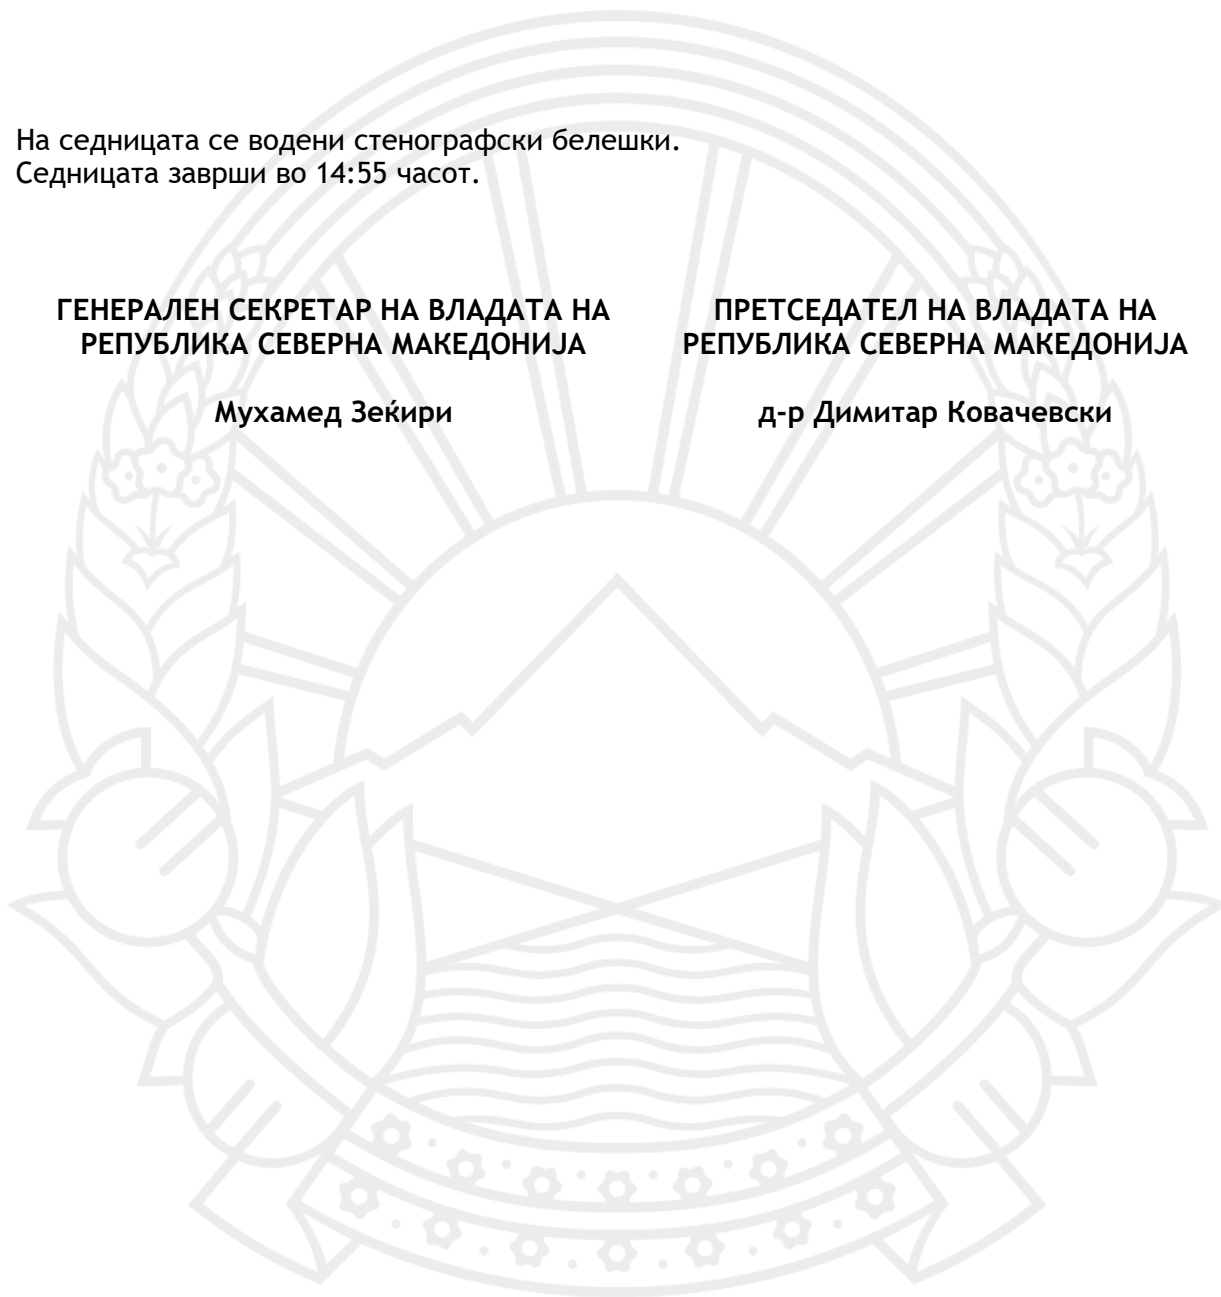 На седницата се водени стенографски белешки.
Седницата заврши во 14:55 часот.
ГЕНЕРАЛЕН СЕКРЕТАР НА ВЛАДАТА НА
РЕПУБЛИКА СЕВЕРНА МАКЕДОНИЈА
Мухамед Зеќири
ПРЕТСЕДАТЕЛ НА ВЛАДАТА НА
РЕПУБЛИКА СЕВЕРНА МАКЕДОНИЈА
д-р Димитар Ковачевски